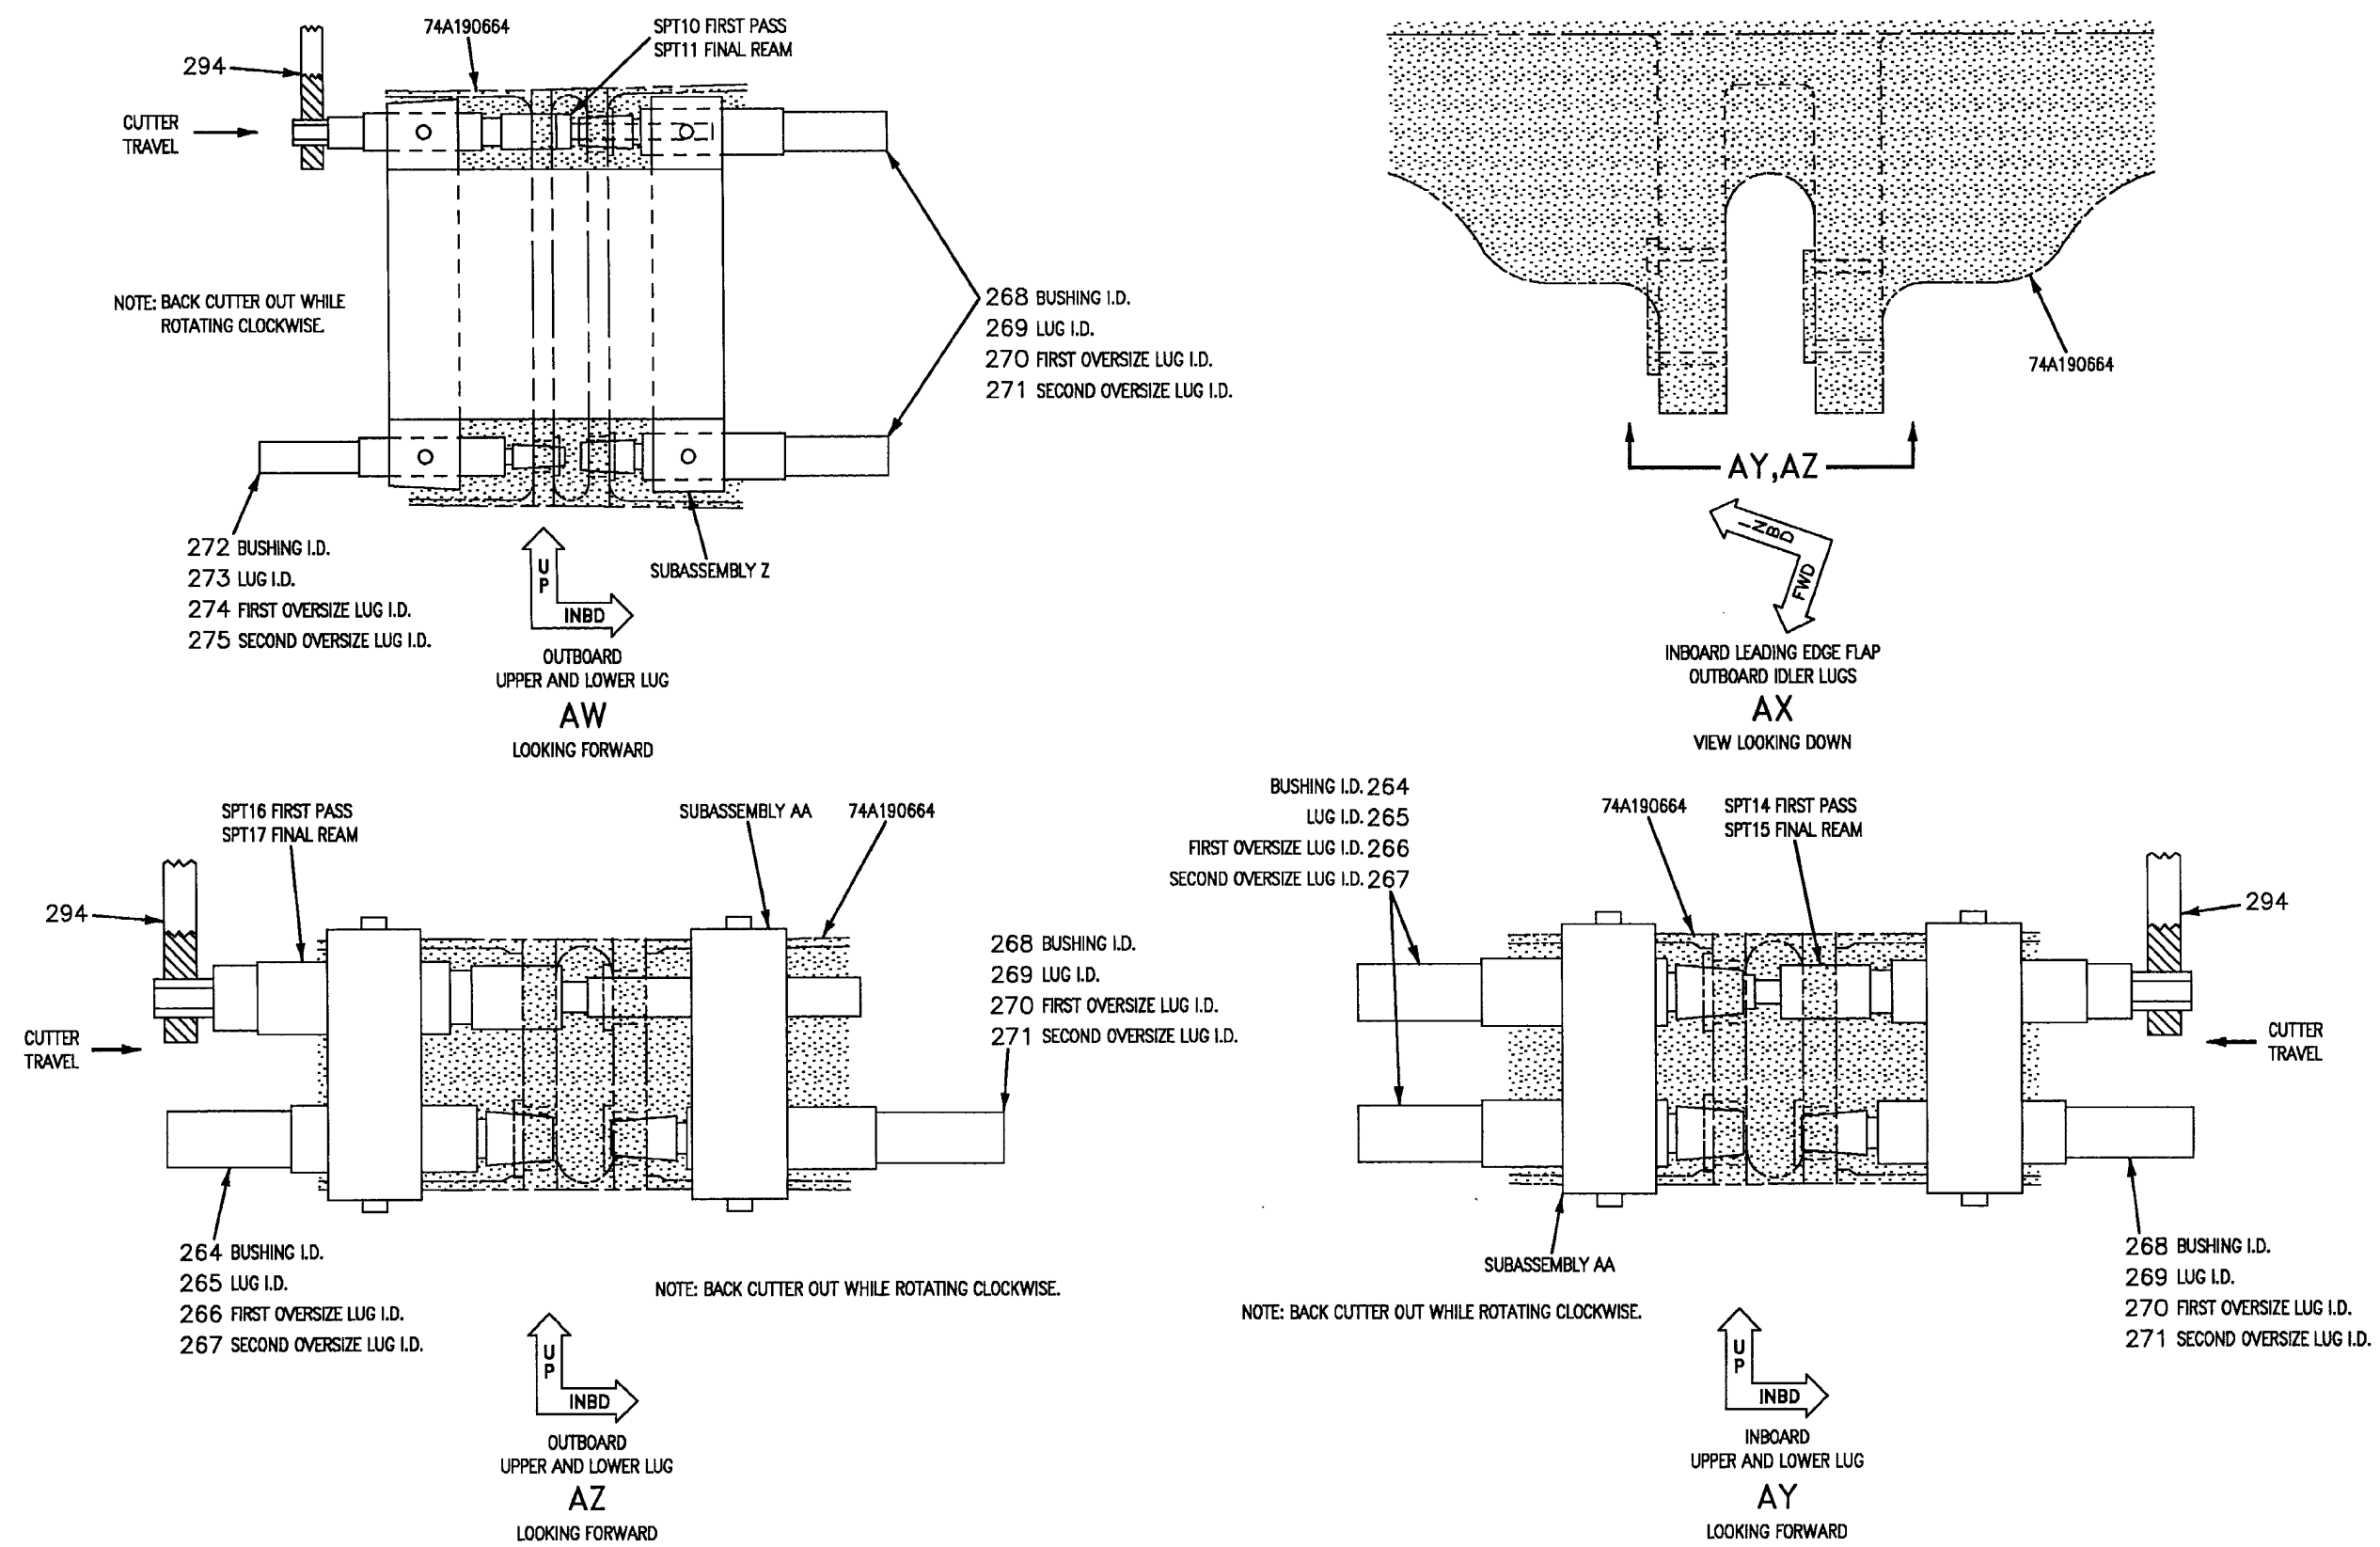 74A190664
SPT10 FIRST PASS
SPT11 FINAL REAM
294
CUTTER
TRAVEL
NOTE: BACK CUTTER OUT WHILE
ROTATING CLOCKWISE.
268 BUSHING I.D.
269 LUG I.D.
270 FIRST OVERSIZE LUG I.D.
271 SECOND OVERSIZE LUG I.D.
272 BUSHING I.D.
273 LUG I.D.
274 FIRST OVERSIZE LUG I.D.
275 SECOND OVERSIZE LUG I.D.
SUBASSEMBLY Z
UP
INBD
OUTBOARD
UPPER AND LOWER LUG
AW
LOOKING FORWARD
74A190664
AY,AZ
INBD
FWD
INBOARD LEADING EDGE FLAP
OUTBOARD IDLER LUGS
AX
VIEW LOOKING DOWN
SPT16 FIRST PASS
SPT17 FINAL REAM
SUBASSEMBLY AA
74A190664
294
CUTTER
TRAVEL
268 BUSHING I.D.
269 LUG I.D.
270 FIRST OVERSIZE LUG I.D.
271 SECOND OVERSIZE LUG I.D.
264 BUSHING I.D.
265 LUG I.D.
266 FIRST OVERSIZE LUG I.D.
267 SECOND OVERSIZE LUG I.D.
NOTE: BACK CUTTER OUT WHILE ROTATING CLOCKWISE.
UP
INBD
OUTBOARD
UPPER AND LOWER LUG
AZ
LOOKING FORWARD
BUSHING I.D. 264
LUG I.D. 265
FIRST OVERSIZE LUG I.D. 266
SECOND OVERSIZE LUG I.D. 267
74A190664
SPT14 FIRST PASS
SPT15 FINAL REAM
294
CUTTER
TRAVEL
SUBASSEMBLY AA
NOTE: BACK CUTTER OUT WHILE ROTATING CLOCKWISE.
268 BUSHING I.D.
269 LUG I.D.
270 FIRST OVERSIZE LUG I.D.
271 SECOND OVERSIZE LUG I.D.
UP
INBD
INBOARD
UPPER AND LOWER LUG
AY
LOOKING FORWARD